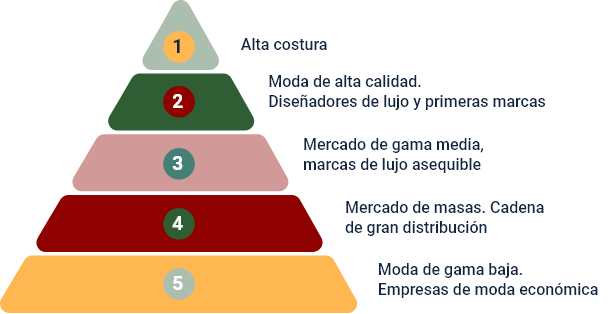 1
Alta costura
2
Moda de alta calidad.
Diseñadores de lujo y primeras marcas
3
Mercado de gama media,
marcas de lujo asequible
4
Mercado de masas. Cadena
de gran distribución
5
Moda de gama baja.
Empresas de moda económica